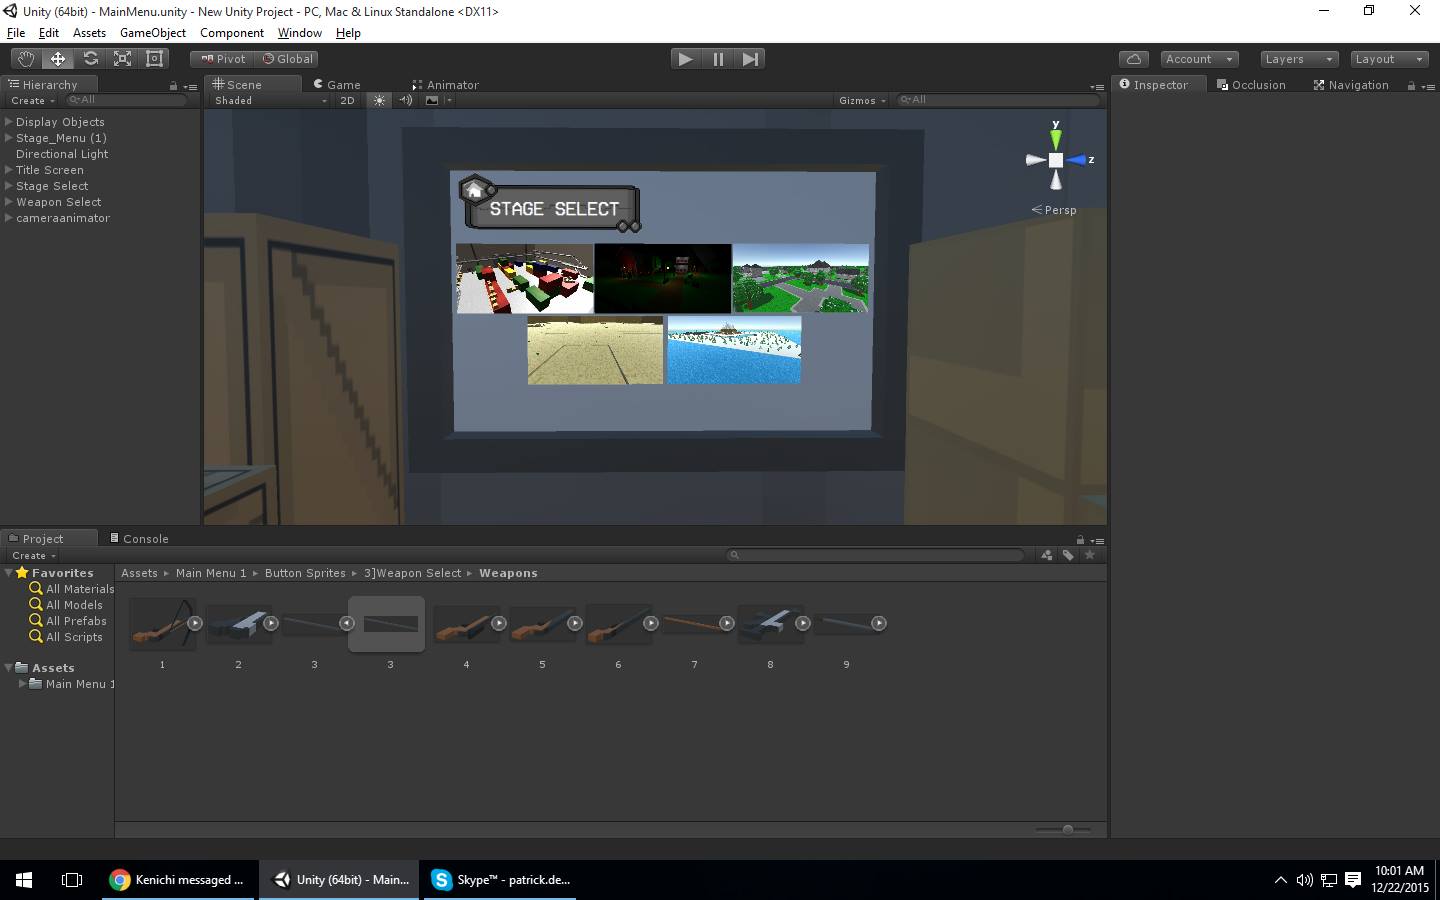 Unity (64bit) - MainMenu.unity - New Unity Project - PC, Mac & Linux Standalone <DX11>
File Edit Assets GameObject Component Window Help
Pivot Global Account Layers Layout
Hierarchy Scene Game Animator Inspector Occlusion Navigation
Create All Shaded 2D Gizmos All
Display Objects
Stage_Menu (1)
Directional Light
Title Screen
Stage Select
Weapon Select
cameraanimator
y
z
Persp
STAGE SELECT
Project Console
Create
Favorites
All Materials
All Models
All Prefabs
All Scripts
Assets
Main Menu 1
Assets Main Menu 1 Button Sprites 3]Weapon Select Weapons
1 2 3 3 4 5 6 7 8 9
Kenichi messaged ... Unity (64bit) - Main... Skype™ - patrick.de...
10:01 AM
12/22/2015